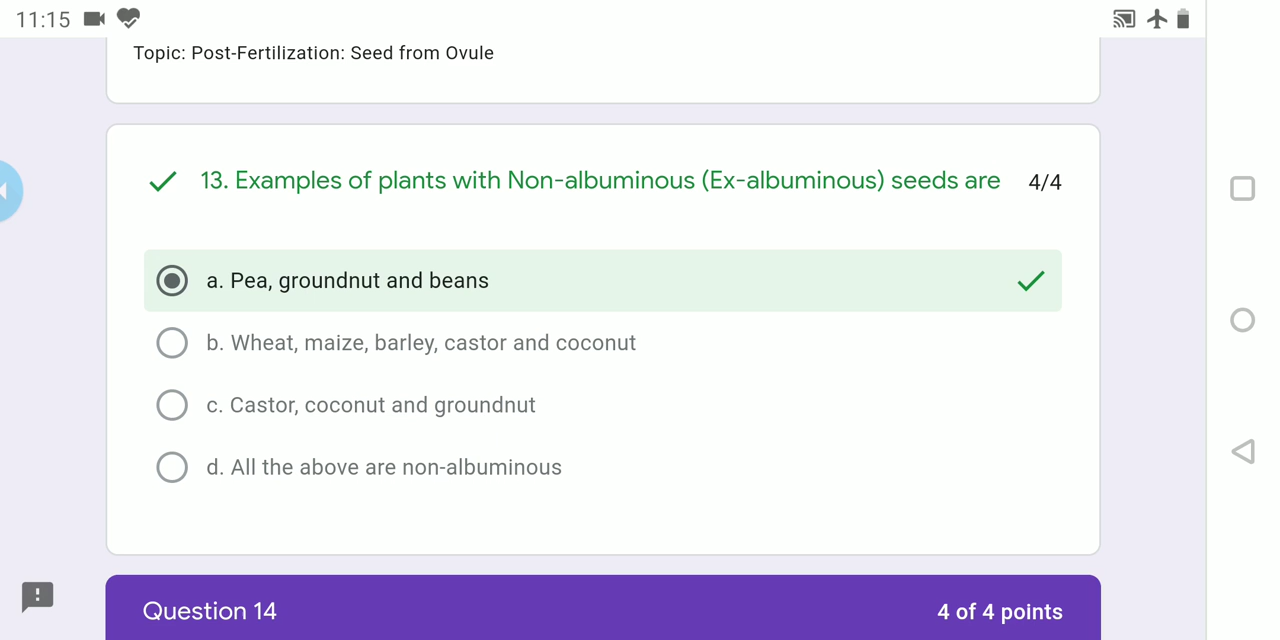 11:15
Topic: Post-Fertilization: Seed from Ovule
13. Examples of plants with Non-albuminous (Ex-albuminous) seeds are 4/4
a. Pea, groundnut and beans
b. Wheat, maize, barley, castor and coconut
c. Castor, coconut and groundnut
d. All the above are non-albuminous
Question 14 4 of 4 points